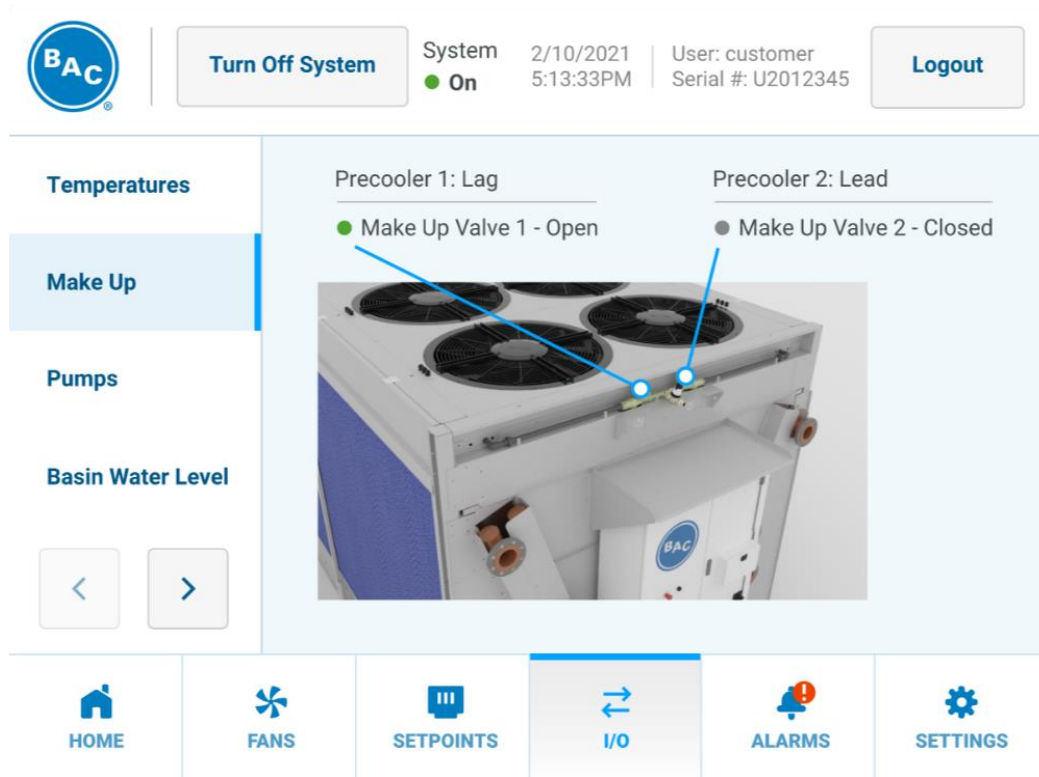 BAC
®
Turn Off System
System
On
2/10/2021
5:13:33PM
User: customer
Serial #: U2012345
Logout
Temperatures
Make Up
Pumps
Basin Water Level
Precooler 1: Lag
Make Up Valve 1 - Open
Precooler 2: Lead
Make Up Valve 2 - Closed
BAC
HOME
FANS
SETPOINTS
I/O
ALARMS
SETTINGS